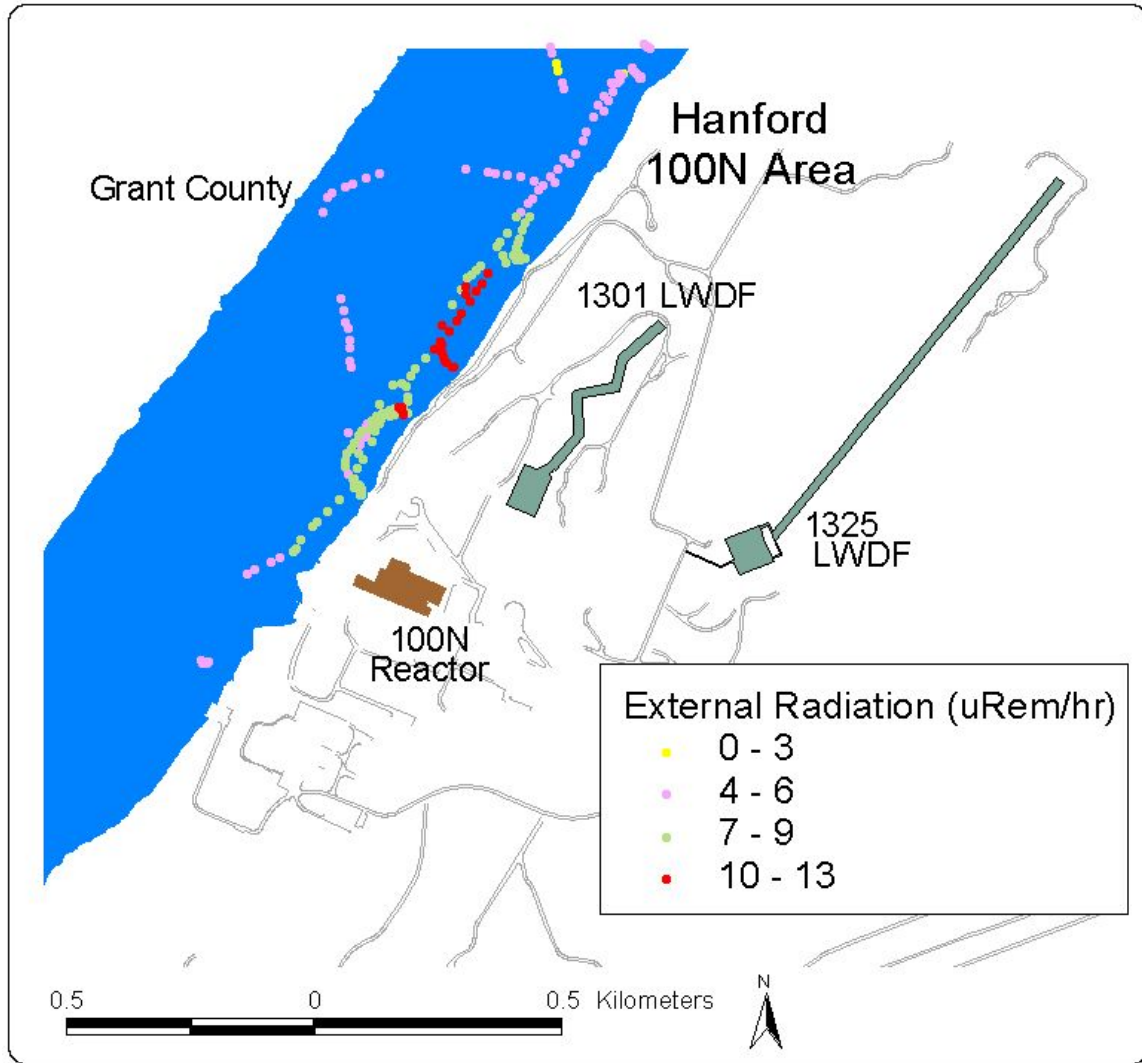 Hanford
100N Area
Grant County
1301 LWDF
1325
LWDF
100N
Reactor
External Radiation (uRem/hr)
0 - 3
4 - 6
7 - 9
10 - 13
0.5 0 0.5 Kilometers
N